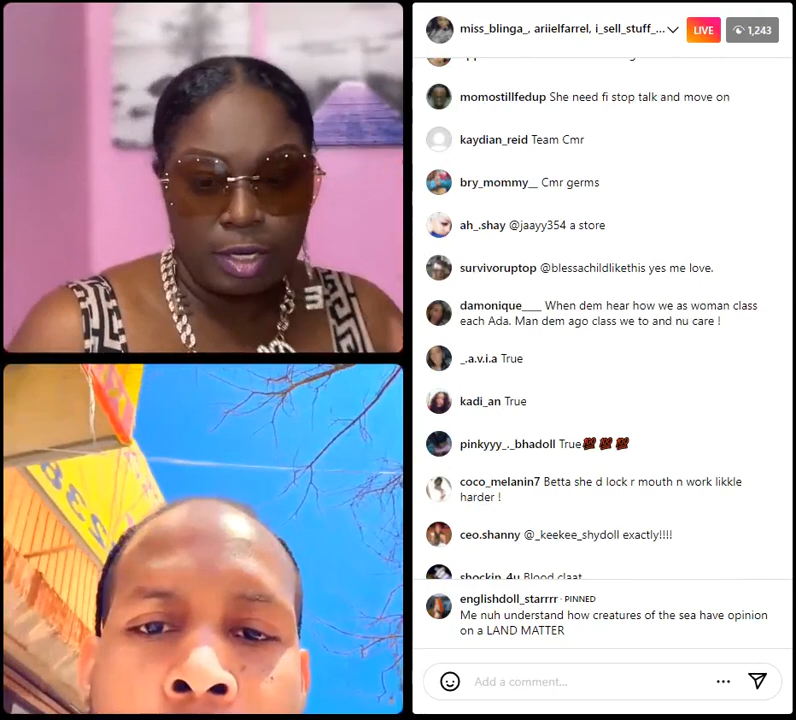 miss_blinga_, ariielfarrel, i_sell_stuff_...
LIVE
1,243
momostillfedup She need fi stop talk and move on
kaydian_reid Team Cmr
bry_mommy__ Cmr germs
ah_.shay @jaayy354 a store
survivoruptop @blessachildlikethis yes me love.
damonique____ When dem hear how we as woman class
each Ada. Man dem ago class we to and nu care !
_.a.v.i.a True
kadi_an True
pinkyyy_._bhadoll True💯💯💯
coco_melanin7 Betta she d lock r mouth n work likkle
harder !
ceo.shanny @_keekee_shydoll exactly!!!!
shockin_4u Blood claat
englishdoll_starrrr · PINNED
Me nuh understand how creatures of the sea have opinion
on a LAND MATTER
Add a comment...